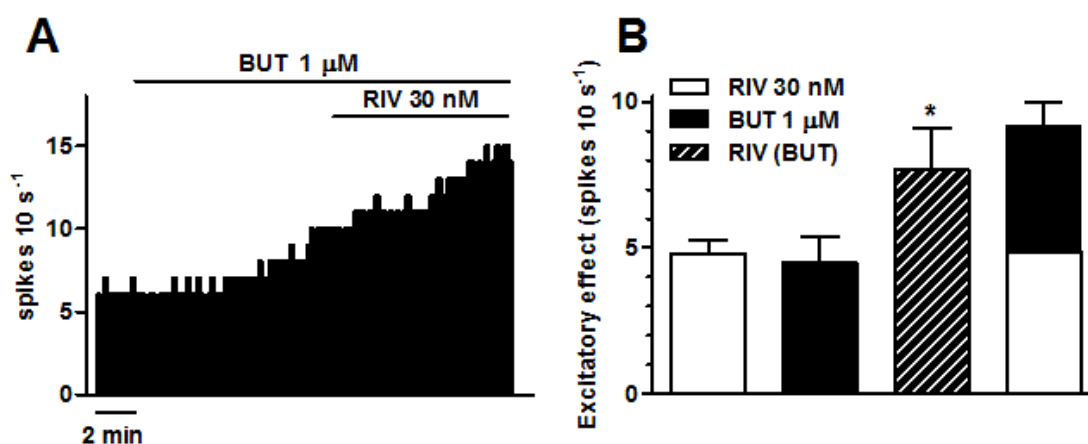 A
BUT 1 μM
RIV 30 nM
spikes 10 s⁻¹
15
10
5
0
2 min
B
Excitatory effect (spikes 10 s⁻¹)
10
5
0
RIV 30 nM
BUT 1 μM
RIV (BUT)
*